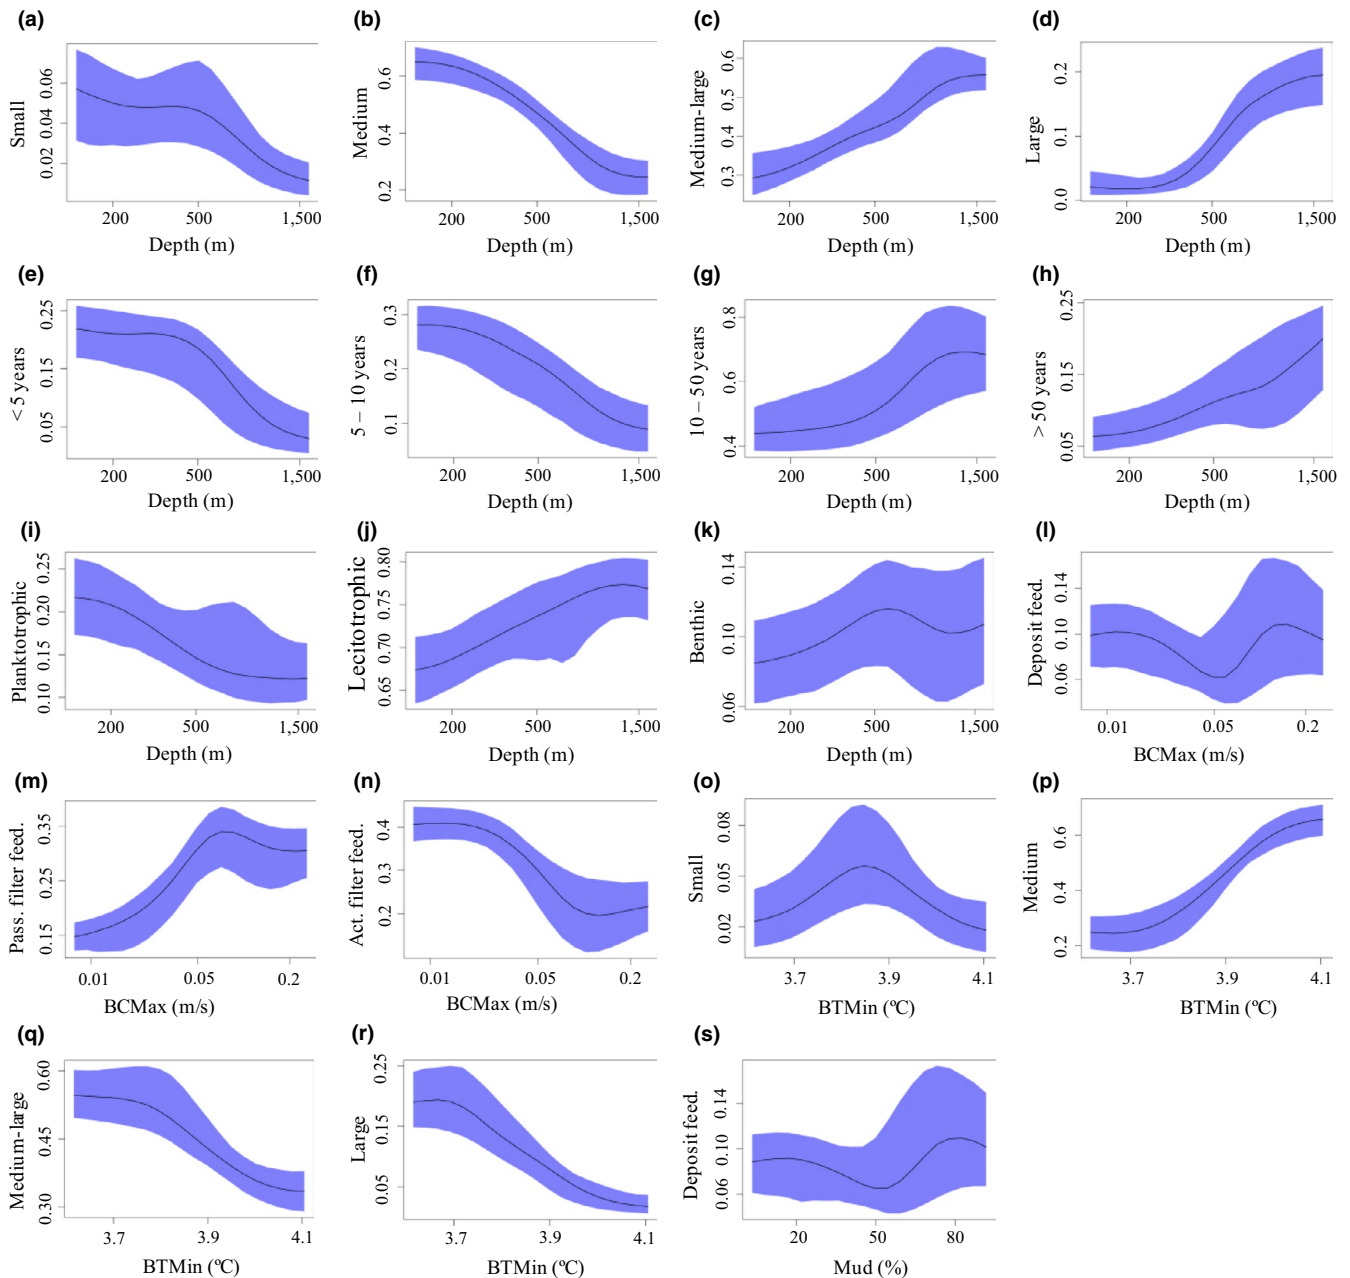 (a) (b) (c) (d)
Small 0.02 0.04 0.06
200 500 1,500
Depth (m)
Medium 0.2 0.4 0.6
200 500 1,500
Depth (m)
Medium-large 0.3 0.4 0.5 0.6
200 500 1,500
Depth (m)
Large 0.0 0.1 0.2
200 500 1,500
Depth (m)
(e) (f) (g) (h)
< 5 years 0.05 0.15 0.25
200 500 1,500
Depth (m)
5 – 10 years 0.1 0.2 0.3
200 500 1,500
Depth (m)
10 – 50 years 0.4 0.6 0.8
200 500 1,500
Depth (m)
> 50 years 0.05 0.15 0.25
200 500 1,500
Depth (m)
(i) (j) (k) (l)
Planktotrophic 0.10 0.15 0.20 0.25
200 500 1,500
Depth (m)
Lecitotrophic 0.65 0.70 0.75 0.80
200 500 1,500
Depth (m)
Benthic 0.06 0.10 0.14
200 500 1,500
Depth (m)
Deposit feed. 0.06 0.10 0.14
0.01 0.05 0.2
BCMax (m/s)
(m) (n) (o) (p)
Pass. filter feed. 0.15 0.25 0.35
0.01 0.05 0.2
BCMax (m/s)
Act. filter feed. 0.2 0.3 0.4
0.01 0.05 0.2
BCMax (m/s)
Small 0.02 0.05 0.08
3.7 3.9 4.1
BTMin (ºC)
Medium 0.2 0.4 0.6
3.7 3.9 4.1
BTMin (ºC)
(q) (r) (s)
Medium-large 0.30 0.45 0.60
3.7 3.9 4.1
BTMin (ºC)
Large 0.05 0.15 0.25
3.7 3.9 4.1
BTMin (ºC)
Deposit feed. 0.06 0.10 0.14
20 50 80
Mud (%)